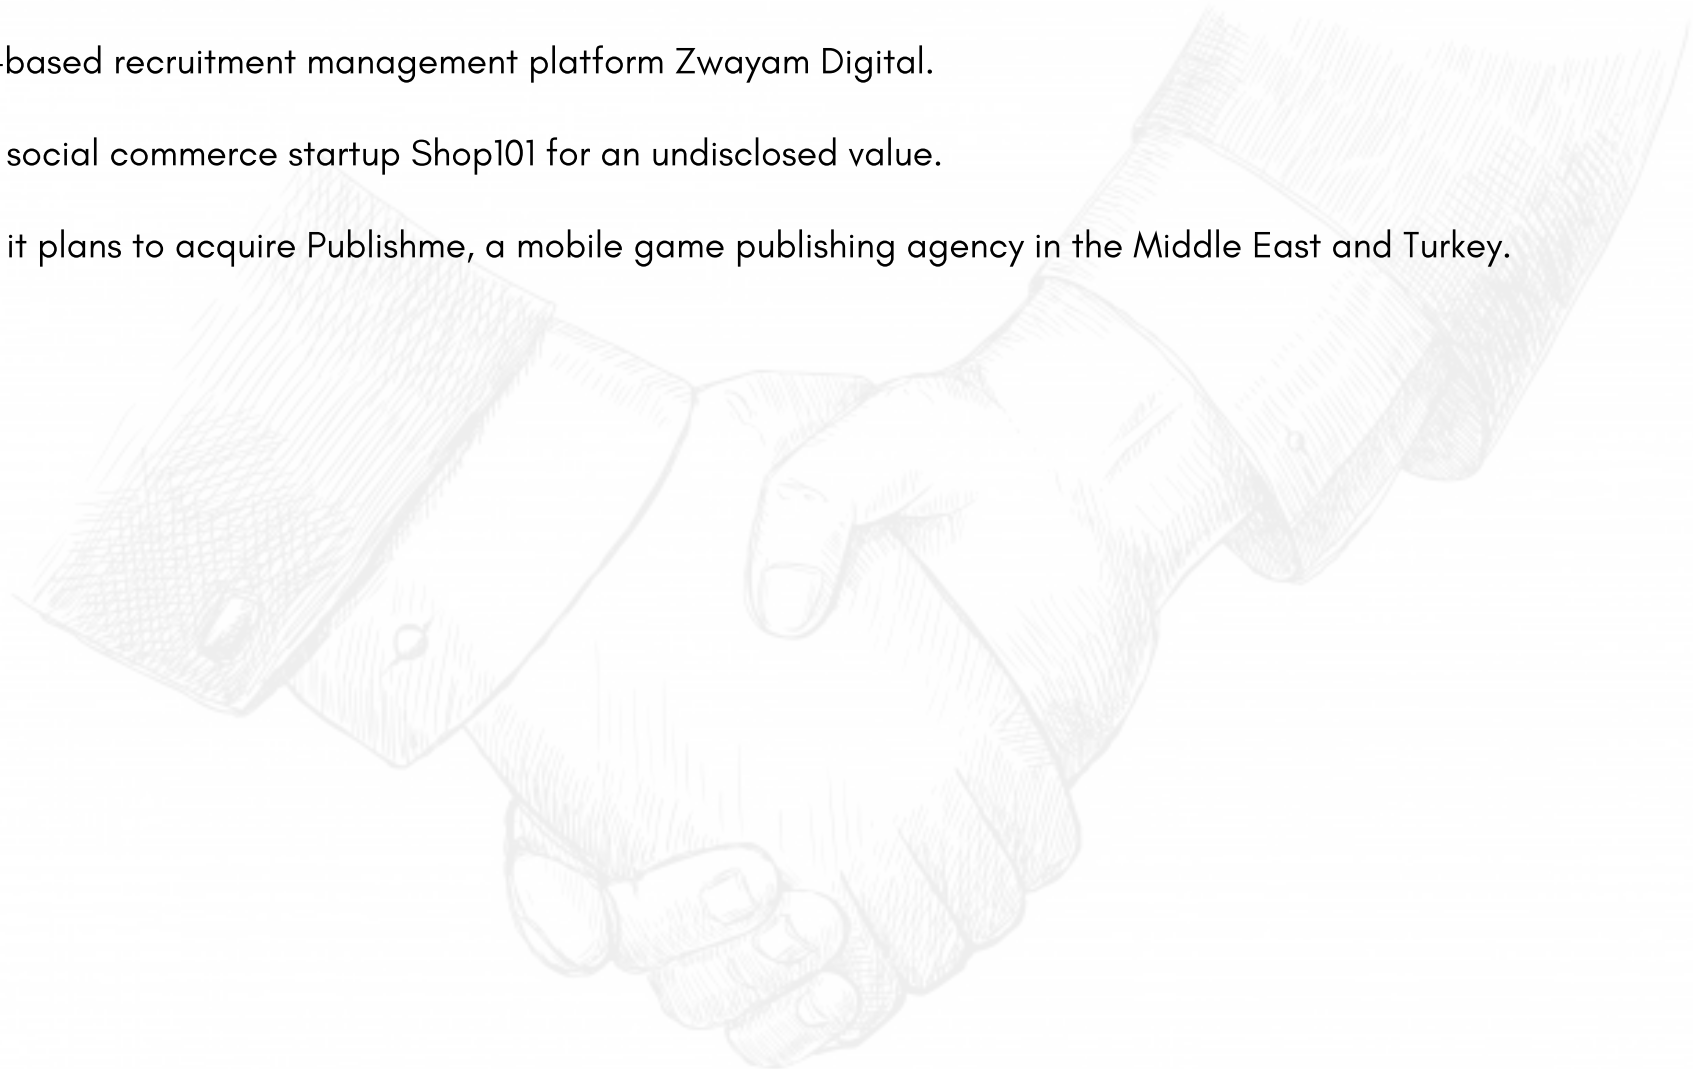 -based recruitment management platform Zwayam Digital.
social commerce startup Shop101 for an undisclosed value.
it plans to acquire Publishme, a mobile game publishing agency in the Middle East and Turkey.